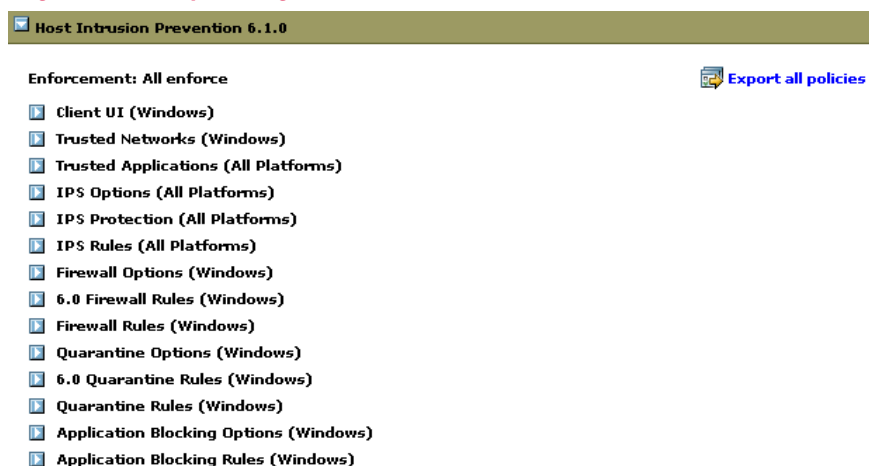 Host Intrusion Prevention 6.1.0
Enforcement: All enforce
Export all policies
Client UI (Windows)
Trusted Networks (Windows)
Trusted Applications (All Platforms)
IPS Options (All Platforms)
IPS Protection (All Platforms)
IPS Rules (All Platforms)
Firewall Options (Windows)
6.0 Firewall Rules (Windows)
Firewall Rules (Windows)
Quarantine Options (Windows)
6.0 Quarantine Rules (Windows)
Quarantine Rules (Windows)
Application Blocking Options (Windows)
Application Blocking Rules (Windows)